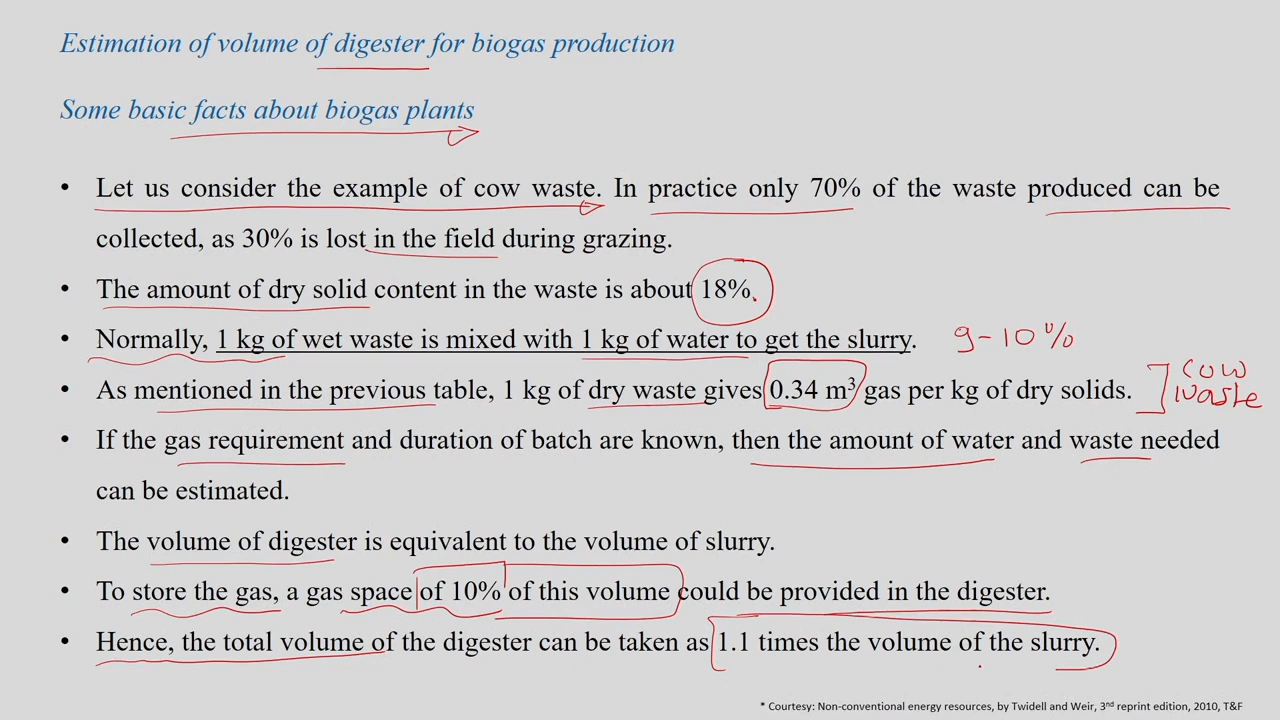 Estimation of volume of digester for biogas production
Some basic facts about biogas plants
• Let us consider the example of cow waste. In practice only 70% of the waste produced can be
collected, as 30% is lost in the field during grazing.
• The amount of dry solid content in the waste is about 18%.
• Normally, 1 kg of wet waste is mixed with 1 kg of water to get the slurry. 9-10%
• As mentioned in the previous table, 1 kg of dry waste gives 0.34 m³ gas per kg of dry solids. cow
waste
• If the gas requirement and duration of batch are known, then the amount of water and waste needed
can be estimated.
• The volume of digester is equivalent to the volume of slurry.
• To store the gas, a gas space of 10% of this volume could be provided in the digester.
• Hence, the total volume of the digester can be taken as 1.1 times the volume of the slurry.
* Courtesy: Non-conventional energy resources, by Twidell and Weir, 3rd reprint edition, 2010, T&F